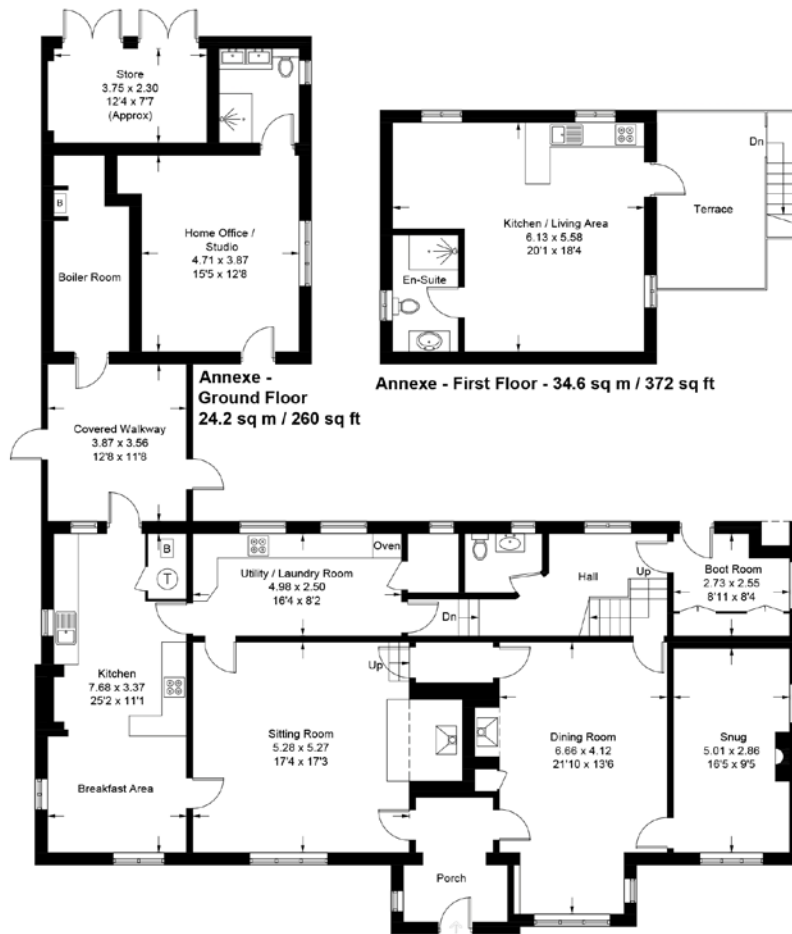 Store
3.75 x 2.30
12'4 x 7'7
(Approx)
B
Home Office /
Studio
4.71 x 3.87
15'5 x 12'8
Boiler Room
Dn
Kitchen / Living Area
6.13 x 5.58
20'1 x 18'4
Terrace
En-Suite
Annexe -
Ground Floor
24.2 sq m / 260 sq ft
Annexe - First Floor - 34.6 sq m / 372 sq ft
Covered Walkway
3.87 x 3.56
12'8 x 11'8
B
T
Oven
Utility / Laundry Room
4.98 x 2.50
16'4 x 8'2
Dn
Hall
Up
Boot Room
2.73 x 2.55
8'11 x 8'4
Kitchen
7.68 x 3.37
25'2 x 11'1
Up
Sitting Room
5.28 x 5.27
17'4 x 17'3
Dining Room
6.66 x 4.12
21'10 x 13'6
Snug
5.01 x 2.86
16'5 x 9'5
Breakfast Area
Porch